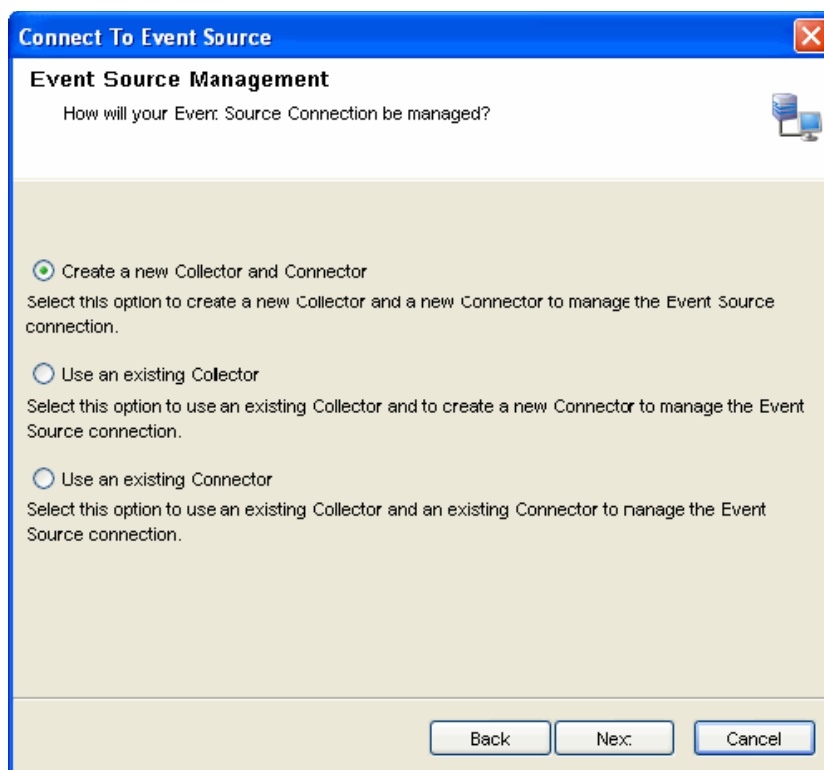 Connect To Event Source
Event Source Management
How will your Event Source Connection be managed?
Create a new Collector and Connector
Select this option to create a new Collector and a new Connector to manage the Event Source
connection.
Use an existing Collector
Select this option to use an existing Collector and to create a new Connector to manage the Event
Source connection.
Use an existing Connector
Select this option to use an existing Collector and an existing Connector to manage the Event
Source connection.
Back
Next
Cancel